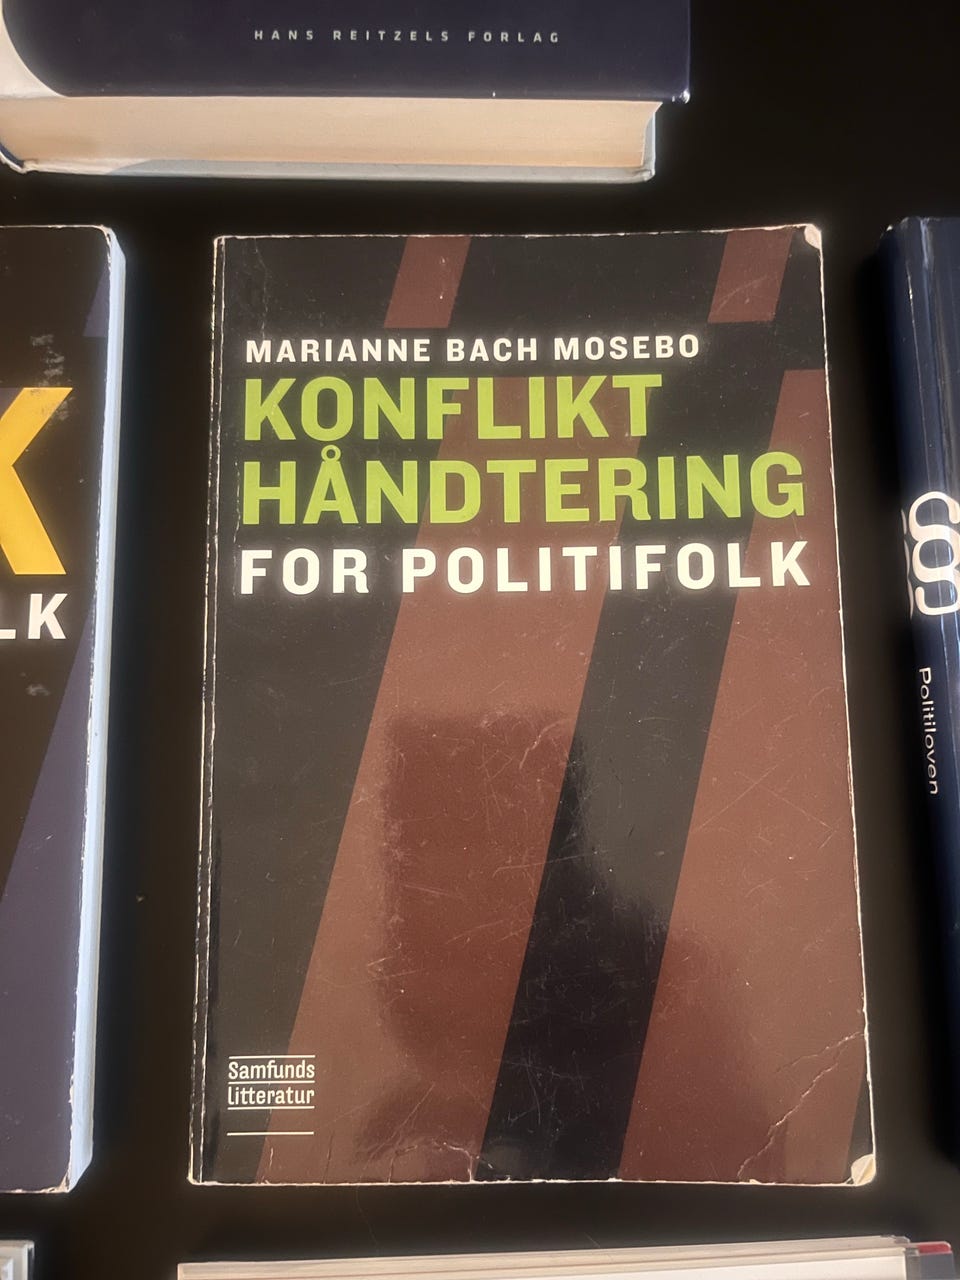 HANS REITZELS FORLAG
K
LK
MARIANNE BACH MOSEBO
KONFLIKT
HÅNDTERING
FOR POLITIFOLK
Samfunds
litteratur
Politiloven